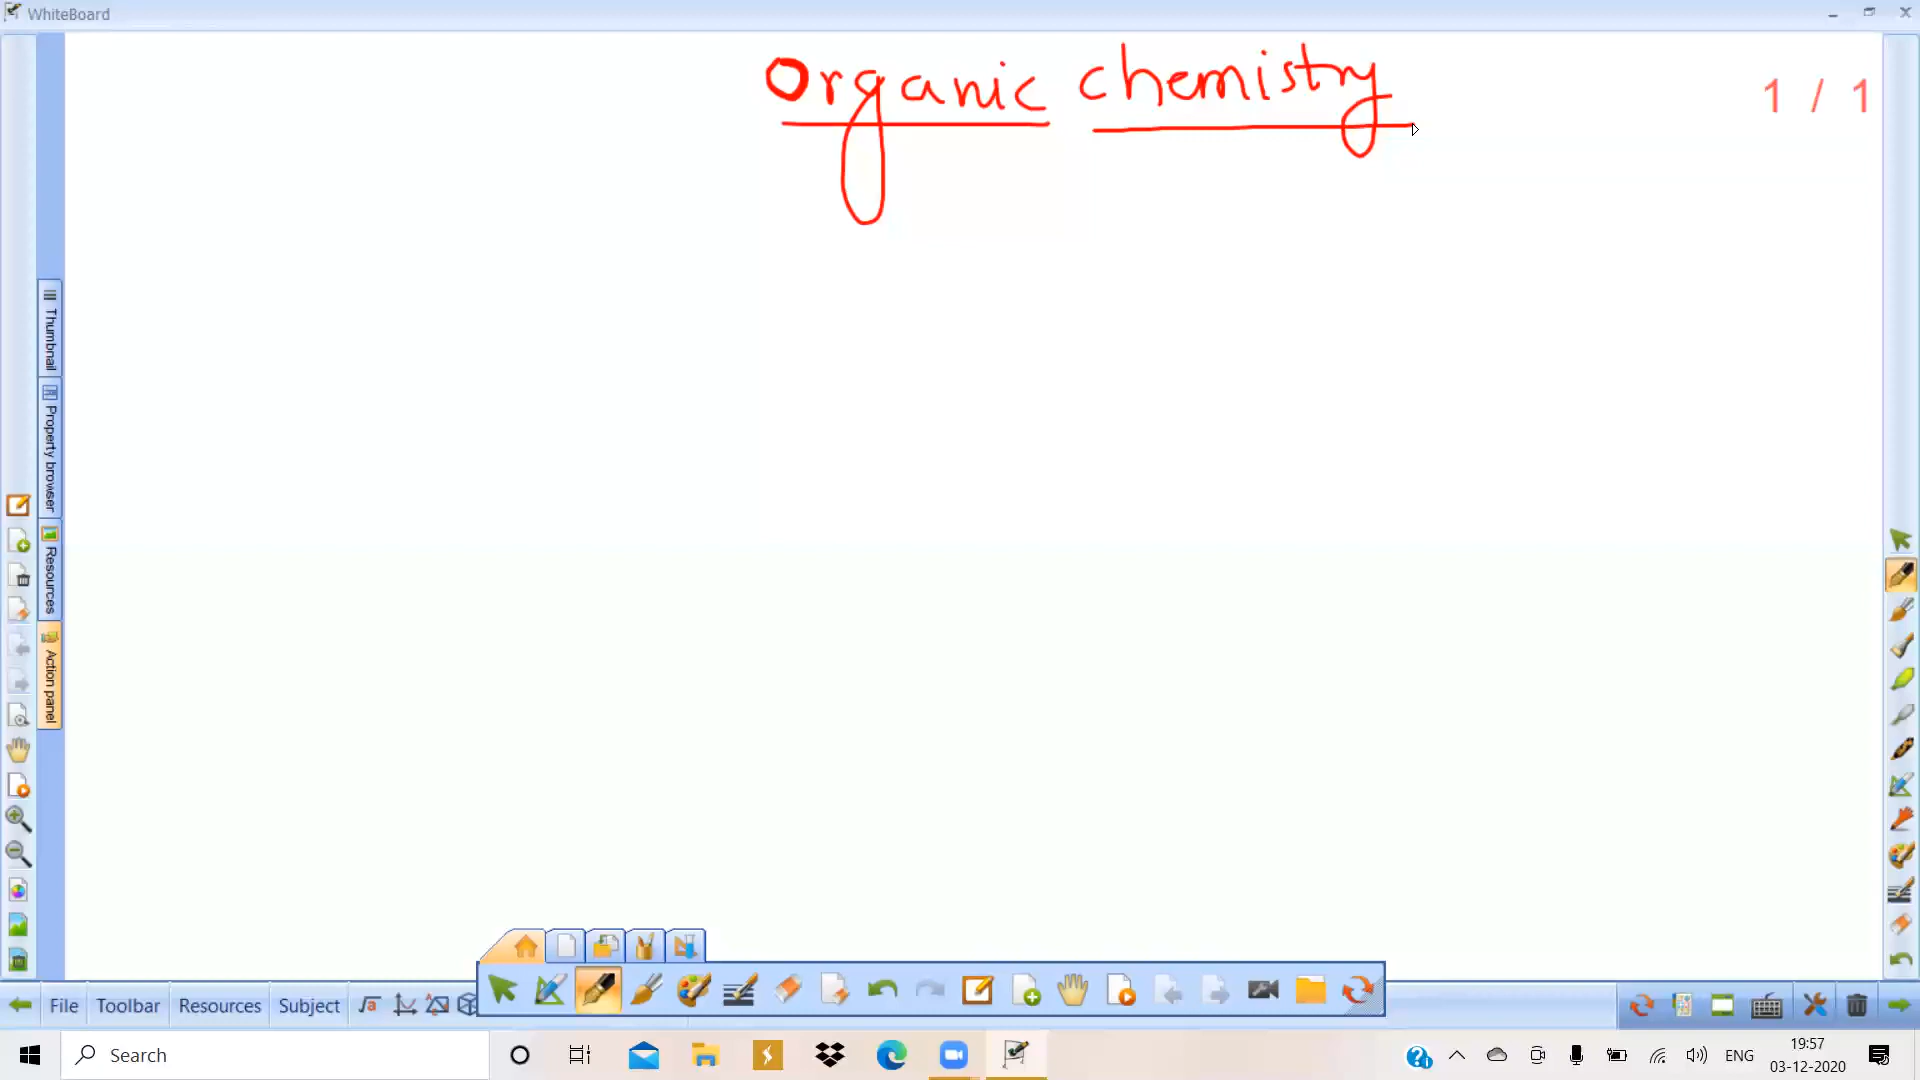 WhiteBoard
Organic chemistry
1 / 1
Thumbnail
Property browser
Resources
Action panel
File
Toolbar
Resources
Subject
Search
ENG
19:57
03-12-2020